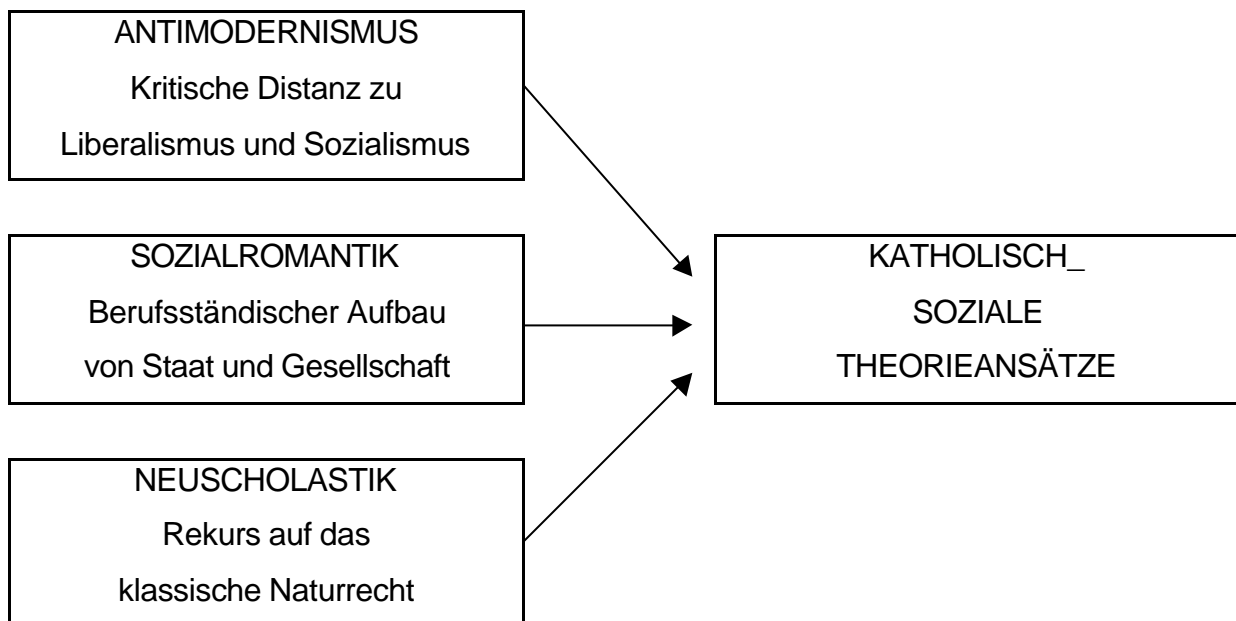 ANTIMODERNISMUS
Kritische Distanz zu
Liberalismus und Sozialismus
SOZIALROMANTIK
Berufsständischer Aufbau
von Staat und Gesellschaft
NEUSCHOLASTIK
Rekurs auf das
klassische Naturrecht
KATHOLISCH_
SOZIALE
THEORIEANSÄTZE